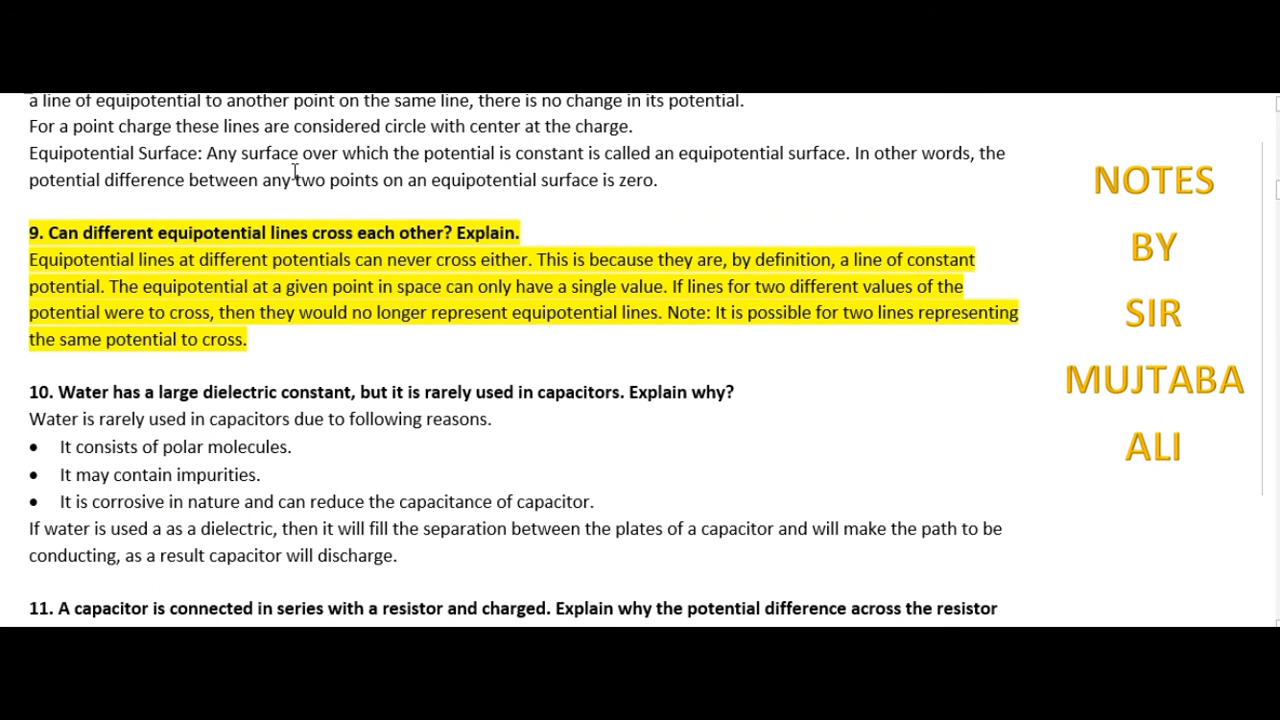 a line of equipotential to another point on the same line, there is no change in its potential.
For a point charge these lines are considered circle with center at the charge.
Equipotential Surface: Any surface over which the potential is constant is called an equipotential surface. In other words, the
potential difference between any two points on an equipotential surface is zero.
9. Can different equipotential lines cross each other? Explain.
Equipotential lines at different potentials can never cross either. This is because they are, by definition, a line of constant
potential. The equipotential at a given point in space can only have a single value. If lines for two different values of the
potential were to cross, then they would no longer represent equipotential lines. Note: It is possible for two lines representing
the same potential to cross.
10. Water has a large dielectric constant, but it is rarely used in capacitors. Explain why?
Water is rarely used in capacitors due to following reasons.
• It consists of polar molecules.
• It may contain impurities.
• It is corrosive in nature and can reduce the capacitance of capacitor.
If water is used a as a dielectric, then it will fill the separation between the plates of a capacitor and will make the path to be
conducting, as a result capacitor will discharge.
11. A capacitor is connected in series with a resistor and charged. Explain why the potential difference across the resistor
NOTES
BY
SIR
MUJTABA
ALI